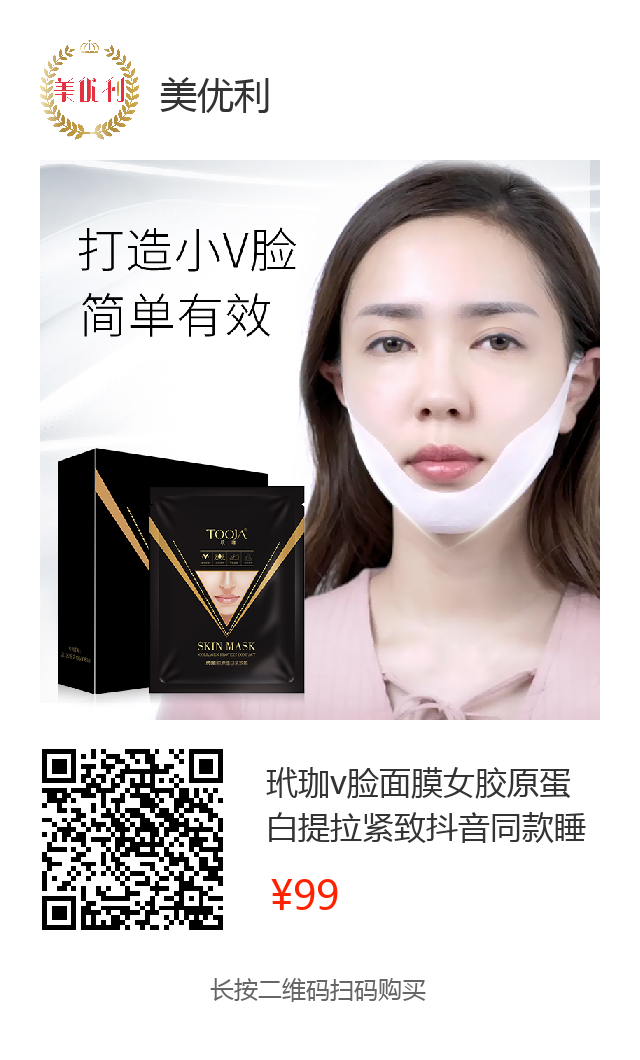 美优利
美优利
打造小V脸
简单有效
TOOJA
SKIN MASK
玳珈v脸面膜女胶原蛋
白提拉紧致抖音同款睡
¥99
长按二维码扫码购买